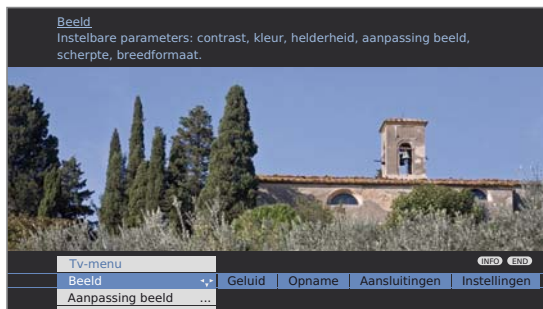 Beeld
Instelbare parameters: contrast, kleur, helderheid, aanpassing beeld,
scherpte, breedformaat.
Tv-menu
INFO END
Beeld Geluid Opname Aansluitingen Instellingen
Aanpassing beeld ...